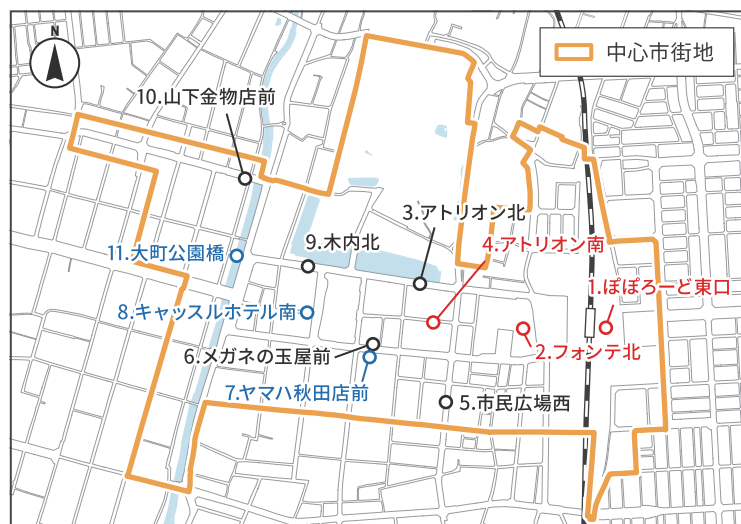 N
中心市街地
10.山下金物店前
3.アトリオン北
4.アトリオン南
9.木内北
11.大町公園橋
1.ぽぽろーど東口
8.キャッスルホテル南
6.メガネの玉屋前
2.フォンテ北
7.ヤマハ秋田店前
5.市民広場西